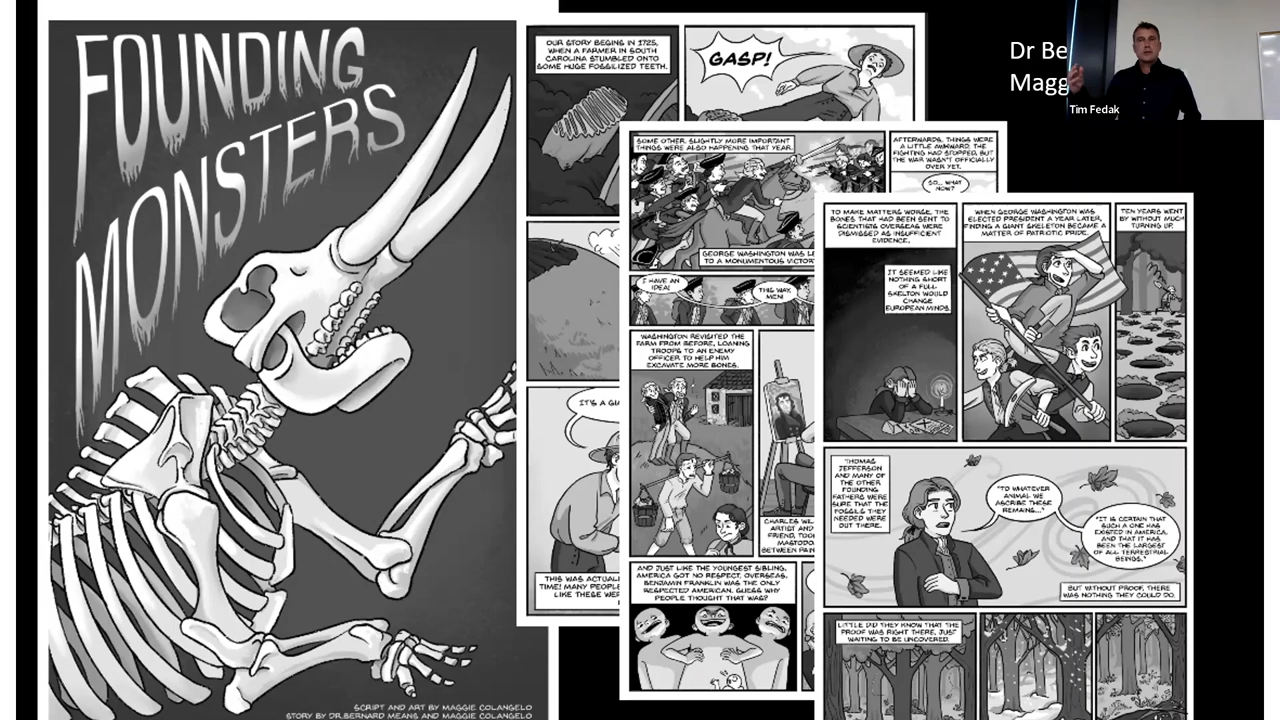 FOUNDING
MONSTERS
SCRIPT AND ART BY MAGGIE COLANGELO
STORY BY DR.BERNARD MEANS AND MAGGIE COLANGELO
OUR STORY BEGINS IN 1725,
WHEN A FARMER IN SOUTH
CAROLINA STUMBLED ONTO
SOME HUGE FOSSILIZED TEETH.
GASP!
IT'S A
THIS WAS
TIME! MANY
LIKE THESE
SOME OTHER, SLIGHTLY MORE IMPORTANT
THINGS WERE ALSO HAPPENING THAT YEAR.
GEORGE WASHINGTON WAS
TO A MONUMENTOUS
AFTERWARDS, THINGS WERE
A LITTLE AWKWARD. THE
FIGHTING HAD STOPPED, BUT
THE WAR WASN'T OFFICIALLY
OVER YET.
SO... WHAT
NOW?
I HAVE AN
IDEA!
THIS WAY,
MEN!
WASHINGTON REVISITED THE
FARM FROM BEFORE, LOANING
TROOPS TO AN ENEMY
OFFICER TO HELP HIM
EXCAVATE MORE BONES.
CHARLES
ARTIST AND
FRIEND,
BETWEEN
AND JUST LIKE THE YOUNGEST SIBLING,
AMERICA GOT NO RESPECT. OVERSEAS,
BENJAMIN FRANKLIN WAS THE ONLY
RESPECTED AMERICAN. GUESS WHY
PEOPLE THOUGHT THAT WAS?
TO MAKE MATTERS WORSE, THE
BONES THAT HAD BEEN SENT TO
SCIENTISTS OVERSEAS WERE
DISMISSED AS INSUFFICIENT
EVIDENCE.
IT SEEMED LIKE
NOTHING SHORT
OF A FULL
SKELTON WOULD
CHANGE
EUROPEAN MINDS.
WHEN GEORGE WASHINGTON WAS
ELECTED PRESIDENT A YEAR LATER,
FINDING A GIANT SKELETON BECAME A
MATTER OF PATRIOTIC PRIDE.
TEN YEARS WENT
BY WITHOUT MUCH
TURNING UP.
THOMAS
JEFFERSON
AND MANY OF
THE OTHER
FOUNDING
FATHERS WERE
SURE THAT THE
FOSSILS THEY
NEEDED WERE
OUT THERE.
"TO WHATEVER
ANIMAL WE
ASCRIBE THESE
REMAINS..."
"IT IS CERTAIN THAT
SUCH A ONE HAS
EXISTED IN AMERICA,
AND THAT IT HAS
BEEN THE LARGEST
OF ALL TERRESTRIAL
BEINGS."
BUT WITHOUT PROOF, THERE
WAS NOTHING THEY COULD DO.
LITTLE DID THEY KNOW THAT THE
PROOF WAS RIGHT THERE, JUST
WAITING TO BE UNCOVERED.
Dr Be
Magg
Tim Fedak